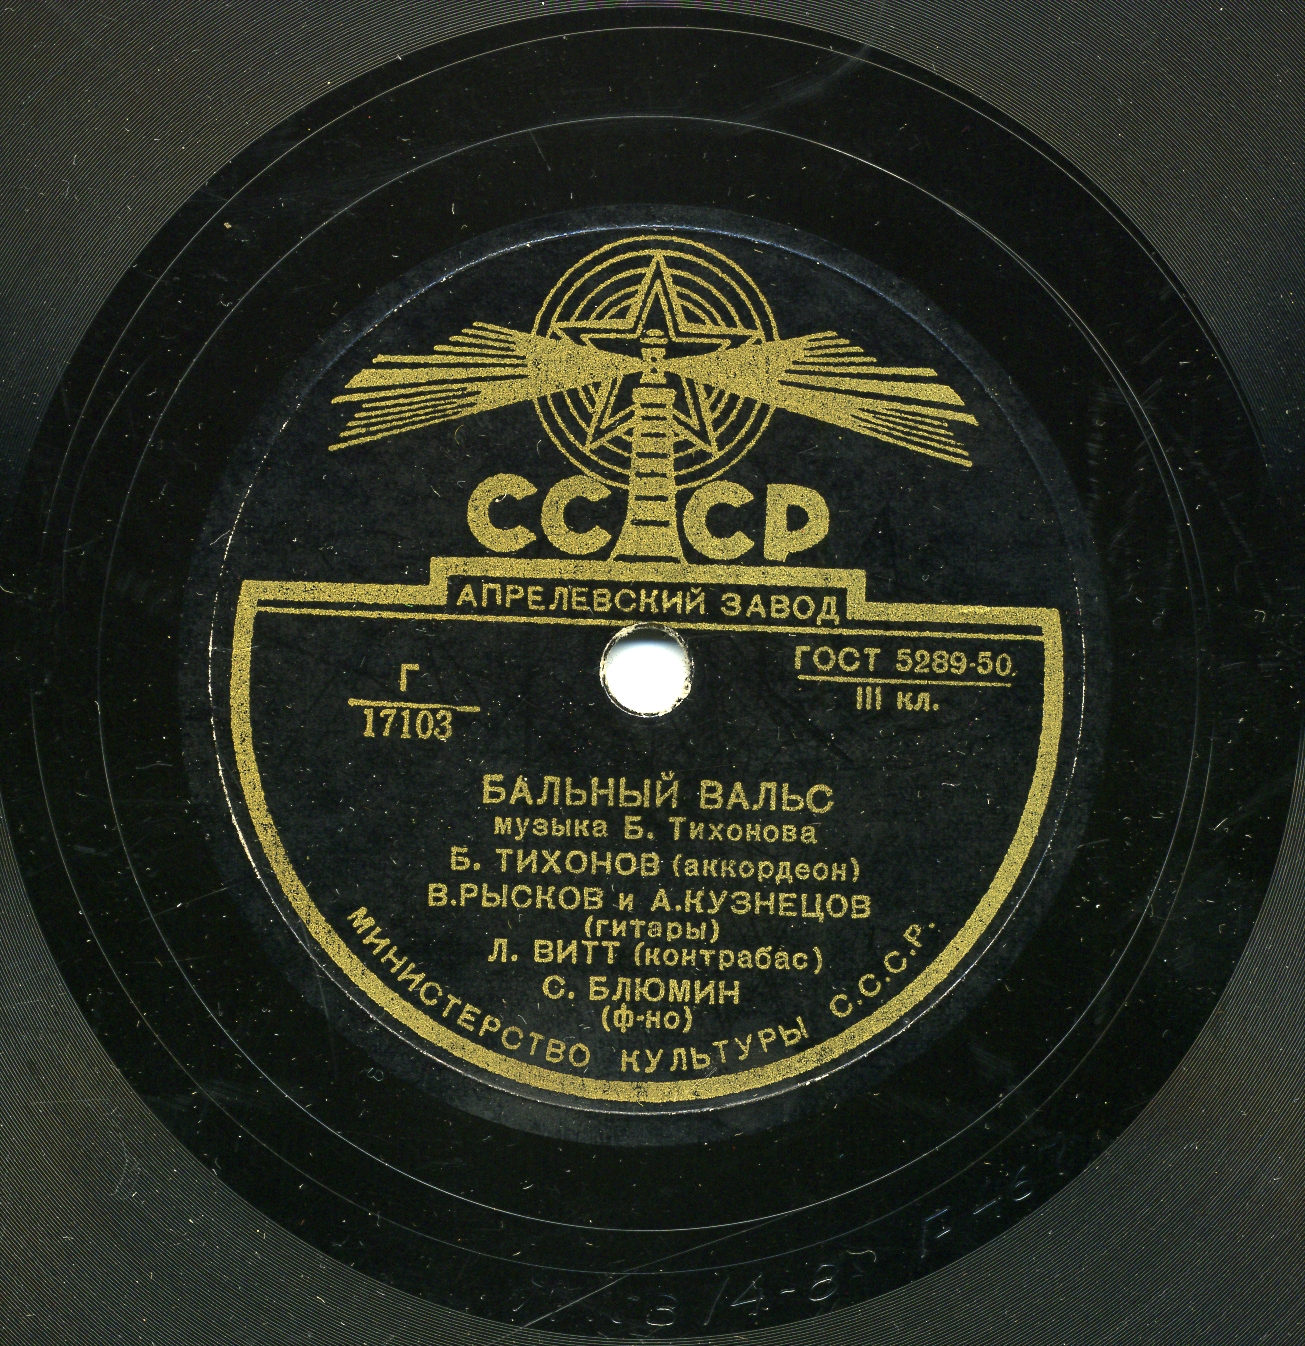 СССР
АПРЕЛЕВСКИЙ ЗАВОД
Г
17103
ГОСТ 5289-50.
III кл.
БАЛЬНЫЙ ВАЛЬС
музыка Б. Тихонова
Б. ТИХОНОВ (аккордеон)
В.РЫСКОВ и А.КУЗНЕЦОВ
(гитары)
Л. ВИТТ (контрабас)
С. БЛЮМИН
(ф-но)
МИНИСТЕРСТВО КУЛЬТУРЫ С.С.С.Р.